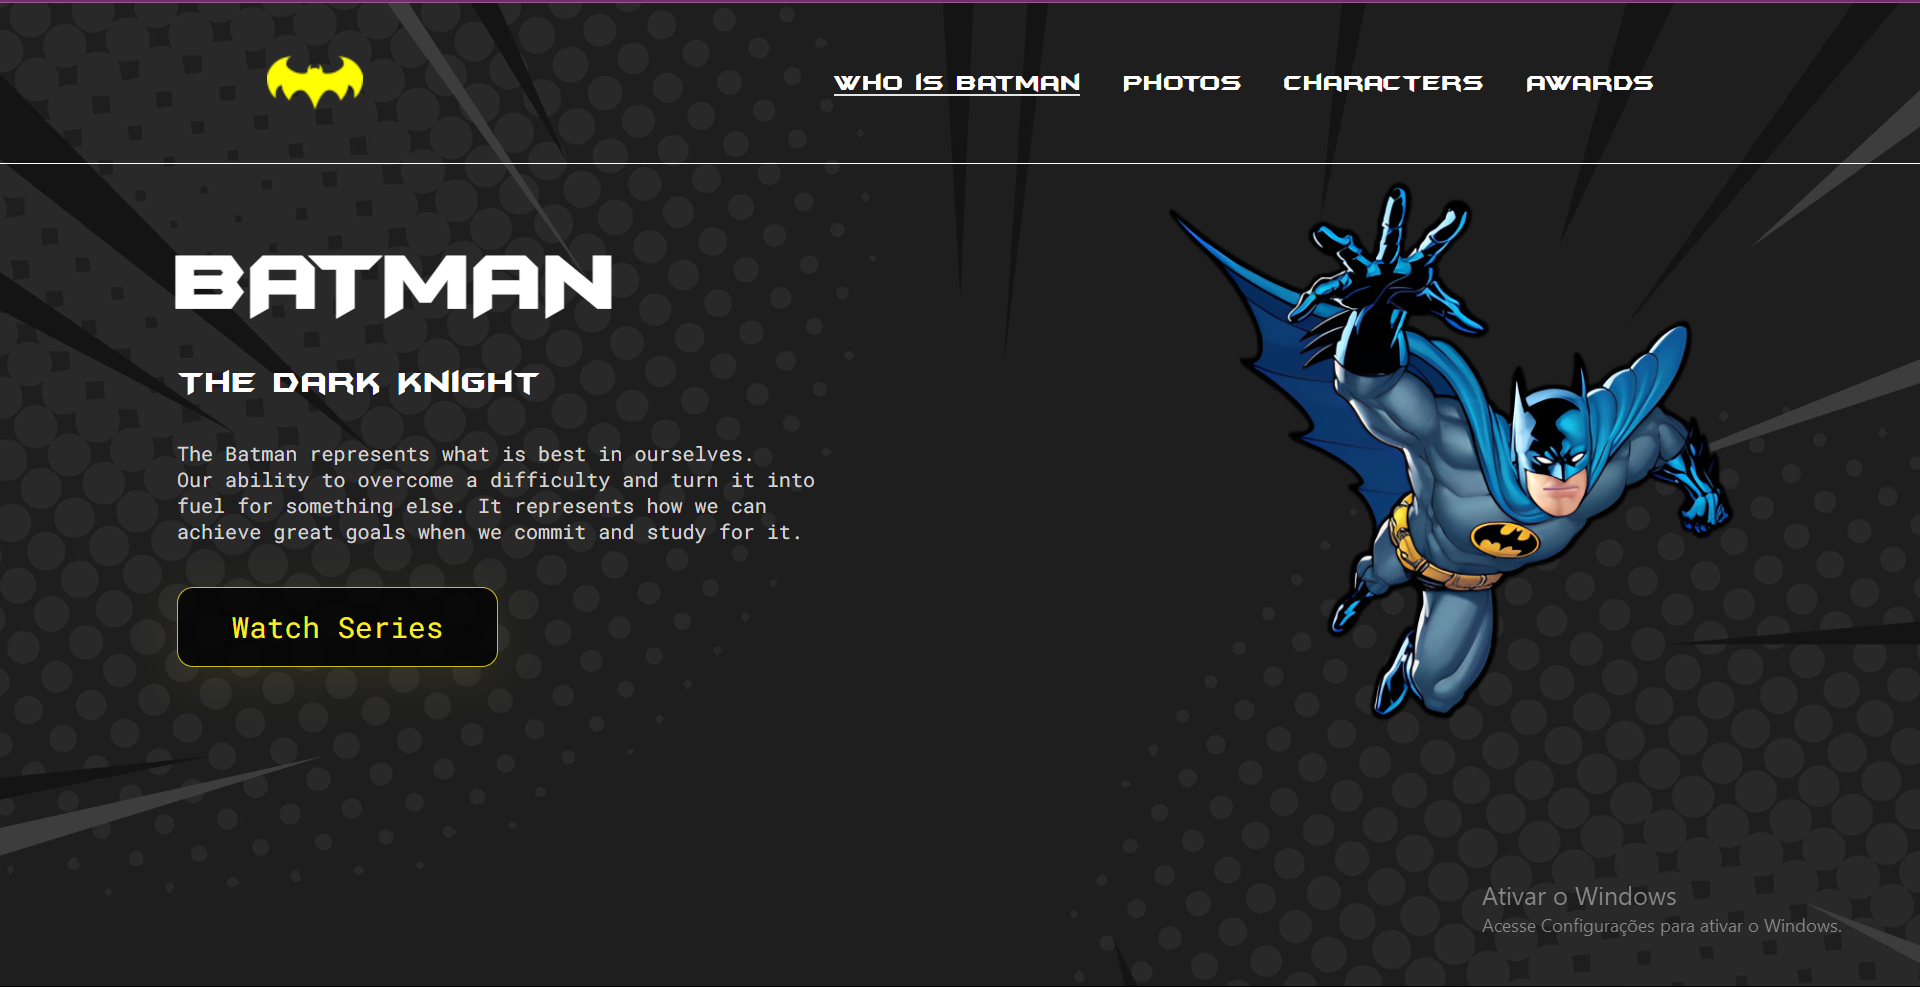 WHO IS BATMAN PHOTOS CHARACTERS AWARDS
BATMAN
THE DARK KNIGHT
The Batman represents what is best in ourselves.
Our ability to overcome a difficulty and turn it into
fuel for something else. It represents how we can
achieve great goals when we commit and study for it.
Watch Series
Ativar o Windows
Acesse Configurações para ativar o Windows.